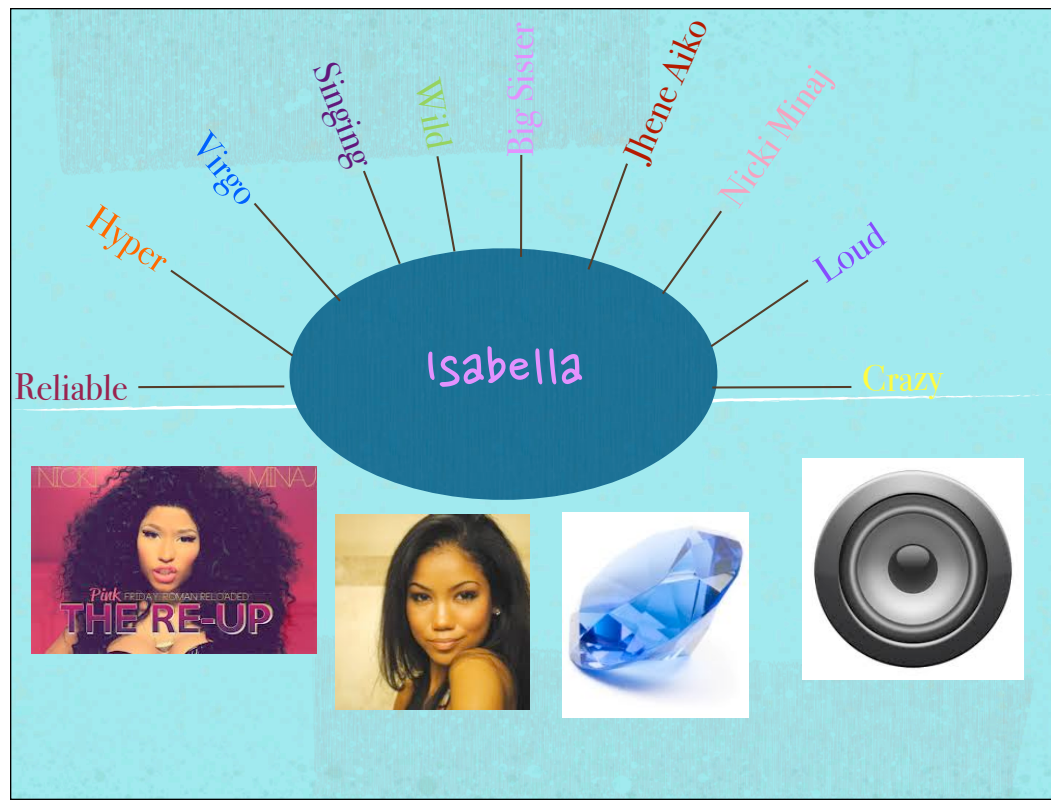 Reliable
Hyper
Virgo
Singing
Wild
Big Sister
Jhene Aiko
Nicki Minaj
Loud
Crazy
Isabella
NICKI MINAJ
Pink FRIDAY: ROMAN RELOADED
THE RE-UP